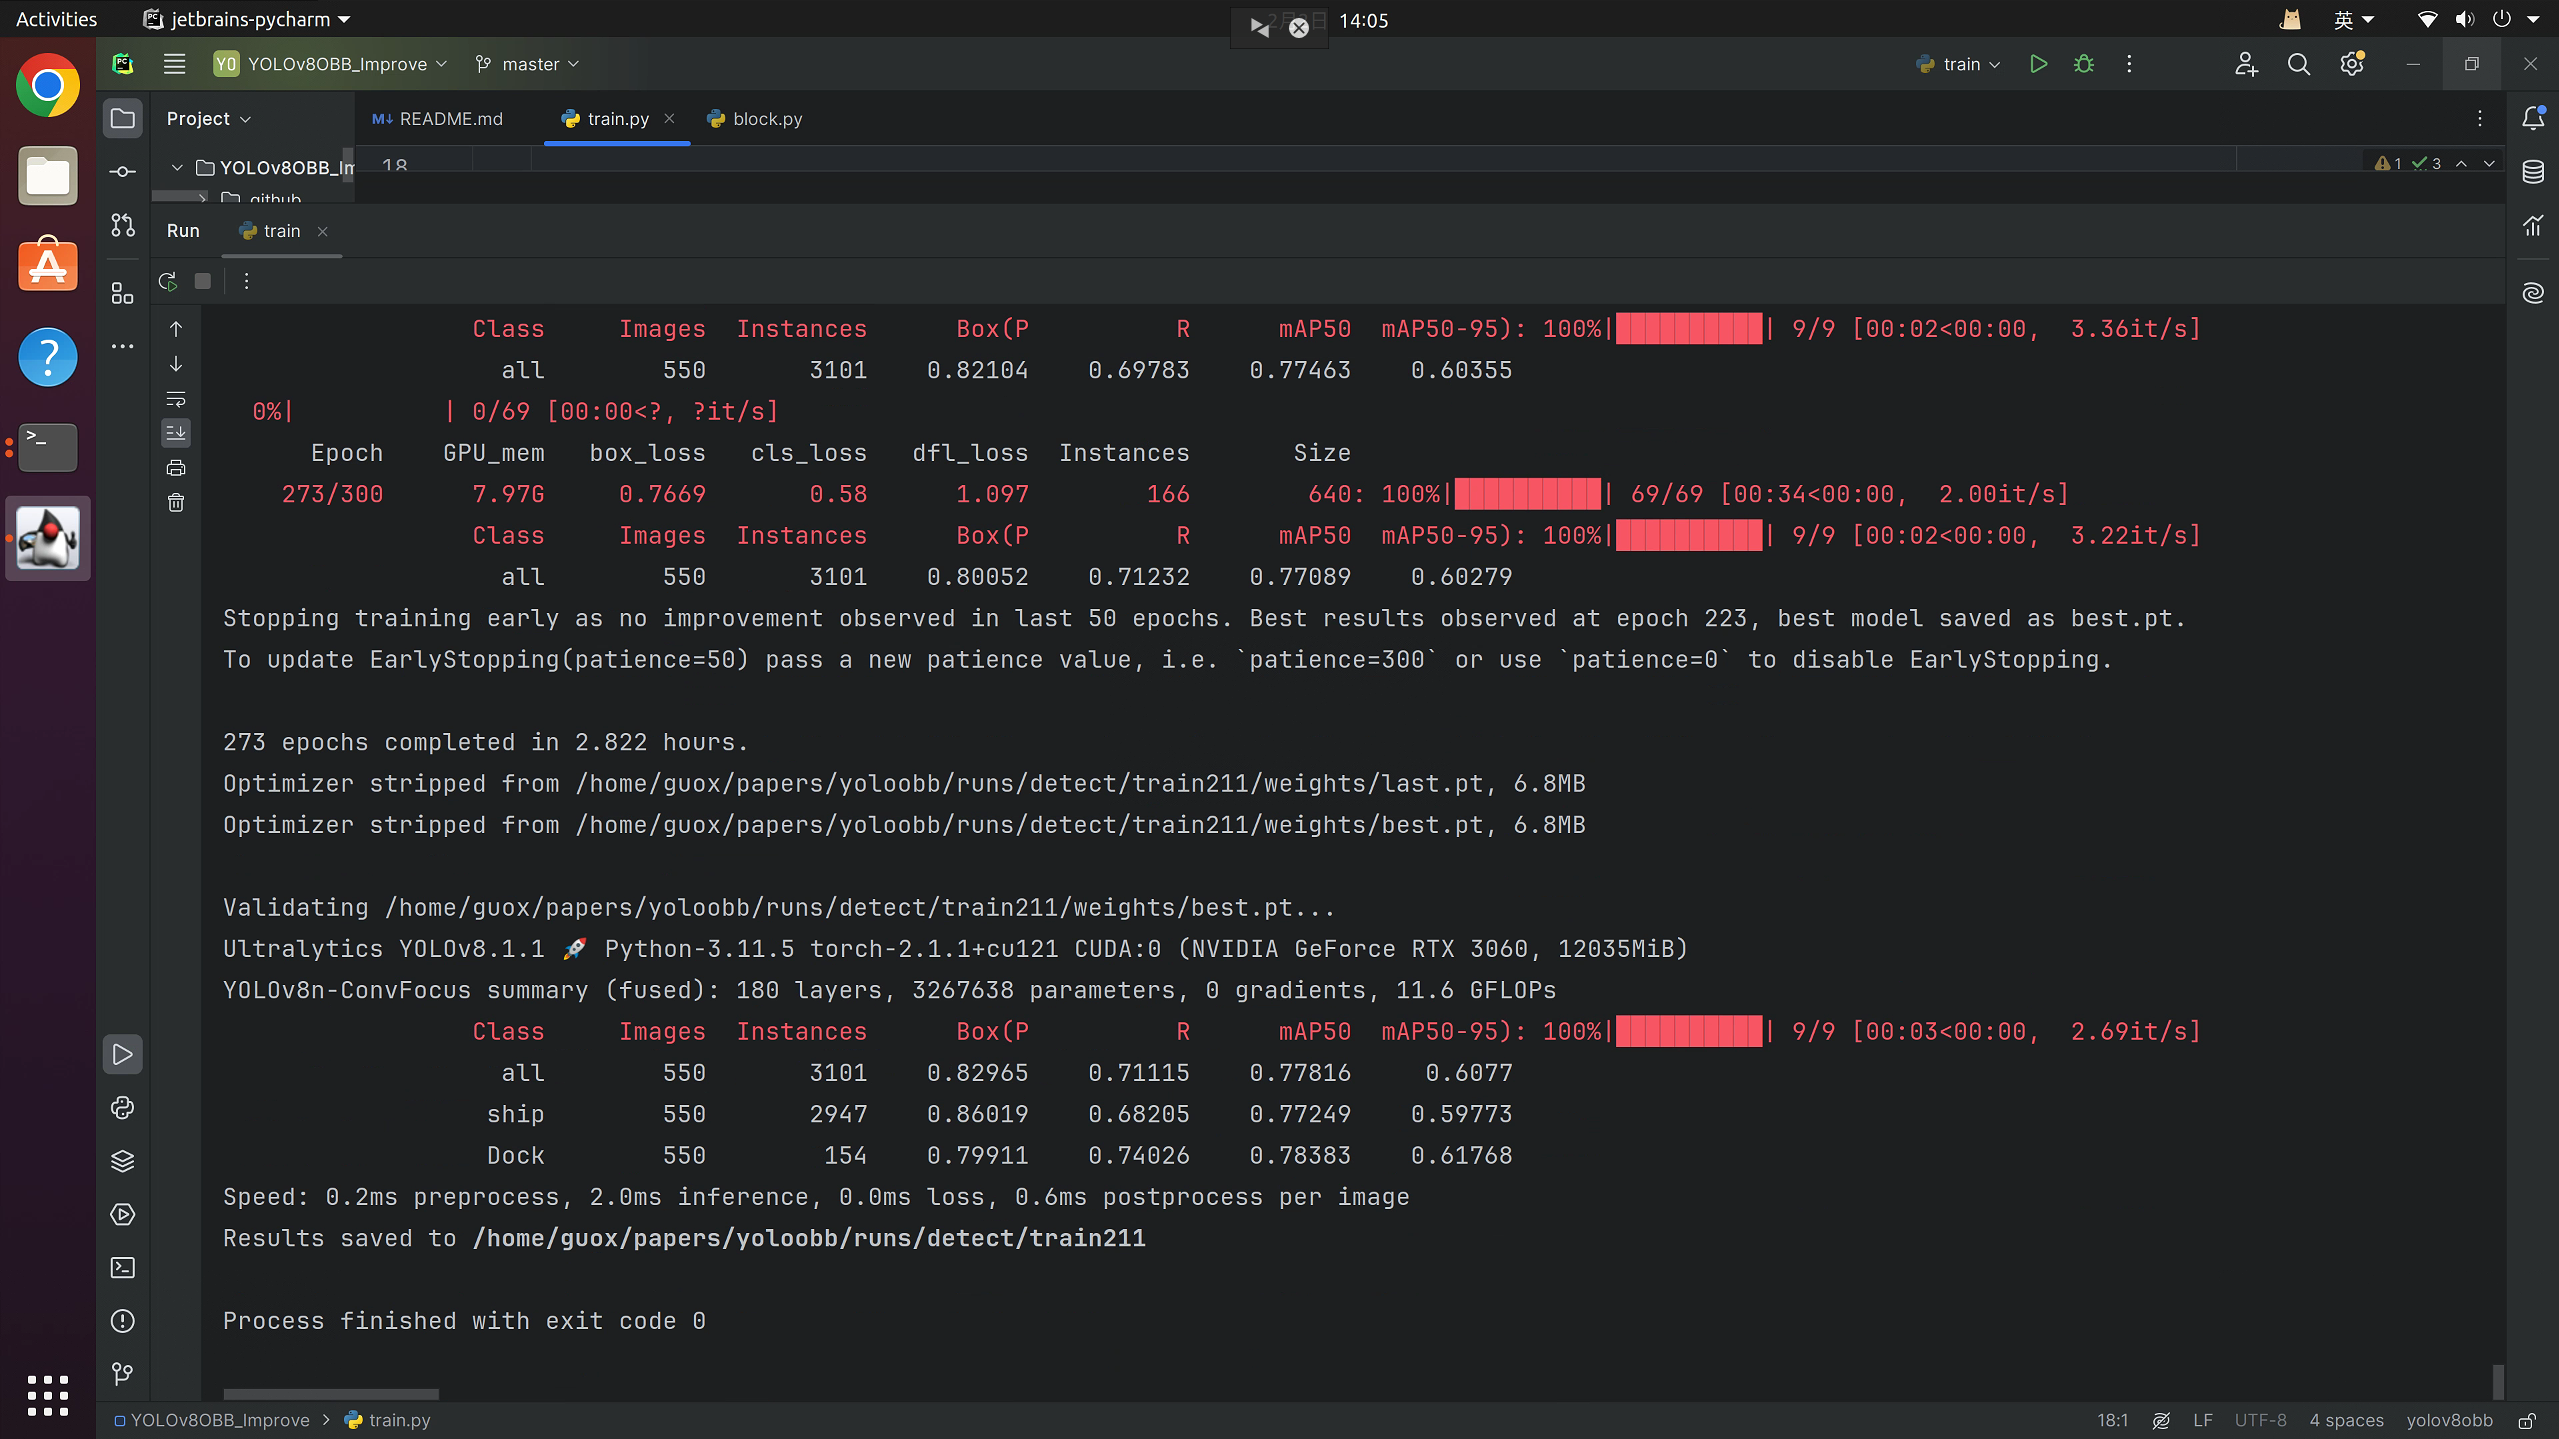 Activities jetbrains-pycharm 14:05 英
YO YOLOv8OBB_Improve master train
Project README.md train.py block.py
YOLOv8OBB_Im 18 1 3
github
Run train
Class Images Instances Box(P R mAP50 mAP50-95): 100%|██████████| 9/9 [00:02<00:00, 3.36it/s]
all 550 3101 0.82104 0.69783 0.77463 0.60355
0%| | 0/69 [00:00<?, ?it/s]
Epoch GPU_mem box_loss cls_loss dfl_loss Instances Size
273/300 7.97G 0.7669 0.58 1.097 166 640: 100%|██████████| 69/69 [00:34<00:00, 2.00it/s]
Class Images Instances Box(P R mAP50 mAP50-95): 100%|██████████| 9/9 [00:02<00:00, 3.22it/s]
all 550 3101 0.80052 0.71232 0.77089 0.60279
Stopping training early as no improvement observed in last 50 epochs. Best results observed at epoch 223, best model saved as best.pt.
To update EarlyStopping(patience=50) pass a new patience value, i.e. `patience=300` or use `patience=0` to disable EarlyStopping.
273 epochs completed in 2.822 hours.
Optimizer stripped from /home/guox/papers/yoloobb/runs/detect/train211/weights/last.pt, 6.8MB
Optimizer stripped from /home/guox/papers/yoloobb/runs/detect/train211/weights/best.pt, 6.8MB
Validating /home/guox/papers/yoloobb/runs/detect/train211/weights/best.pt...
Ultralytics YOLOv8.1.1 🚀 Python-3.11.5 torch-2.1.1+cu121 CUDA:0 (NVIDIA GeForce RTX 3060, 12035MiB)
YOLOv8n-ConvFocus summary (fused): 180 layers, 3267638 parameters, 0 gradients, 11.6 GFLOPs
Class Images Instances Box(P R mAP50 mAP50-95): 100%|██████████| 9/9 [00:03<00:00, 2.69it/s]
all 550 3101 0.82965 0.71115 0.77816 0.6077
ship 550 2947 0.86019 0.68205 0.77249 0.59773
Dock 550 154 0.79911 0.74026 0.78383 0.61768
Speed: 0.2ms preprocess, 2.0ms inference, 0.0ms loss, 0.6ms postprocess per image
Results saved to /home/guox/papers/yoloobb/runs/detect/train211
Process finished with exit code 0
YOLOv8OBB_Improve > train.py 18:1 LF UTF-8 4 spaces yolov8obb